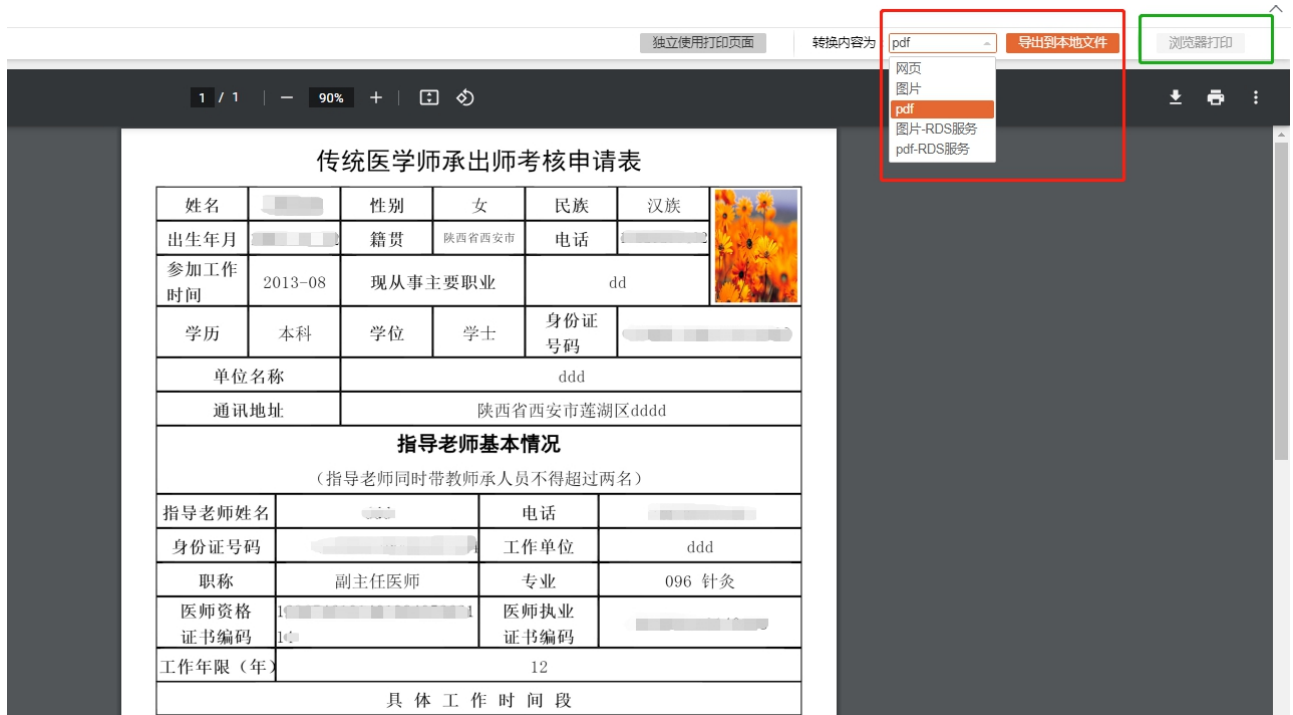 独立使用打印页面 转换内容为 pdf 导出到本地文件 浏览器打印
网页
图片
pdf
图片-RDS服务
pdf-RDS服务
1 / 1 90%
传统医学师承出师考核申请表
姓名 性别 女 民族 汉族
出生年月 籍贯 陕西省西安市 电话
参加工作时间 2013-08 现从事主要职业 dd
学历 本科 学位 学士 身份证号码
单位名称 ddd
通讯地址 陕西省西安市莲湖区dddd
指导老师基本情况
（指导老师同时带教师承人员不得超过两名）
指导老师姓名 电话
身份证号码 工作单位 ddd
职称 副主任医师 专业 096 针灸
医师资格证书编码 医师执业证书编码
工作年限（年） 12
具体工作时间段